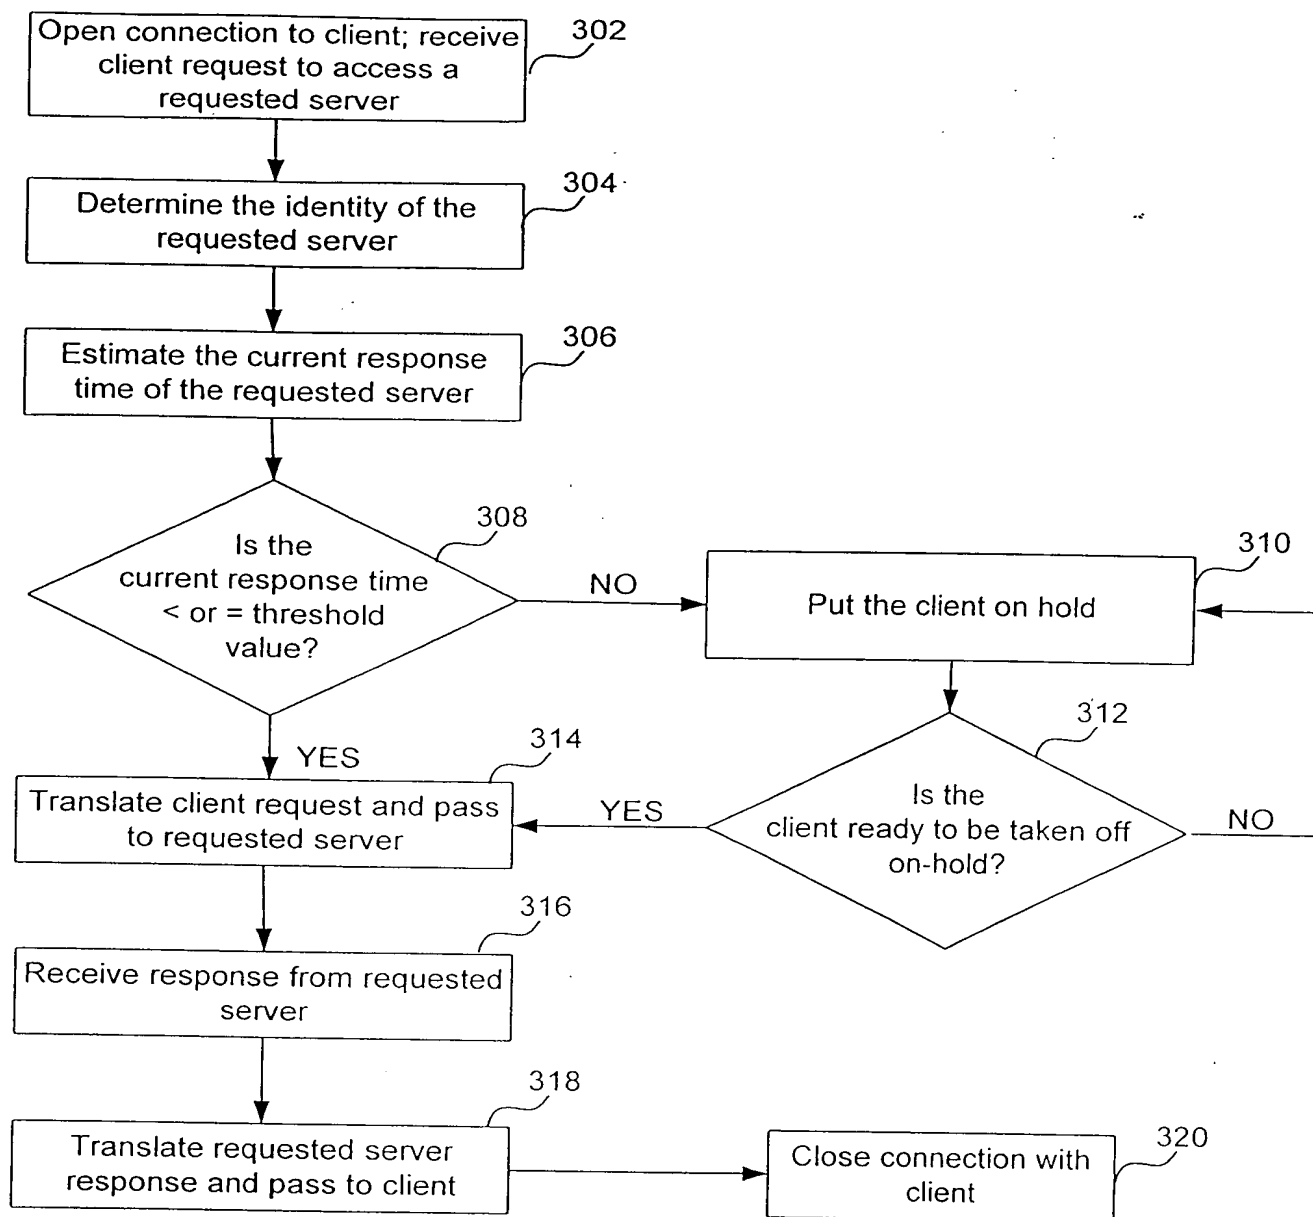 Open connection to client; receive
client request to access a
requested server
302
Determine the identity of the
requested server
304
Estimate the current response
time of the requested server
306
Is the
current response time
< or = threshold
value?
308
NO
Put the client on hold
310
YES
Is the
client ready to be taken off
on-hold?
312
NO
YES
Translate client request and pass
to requested server
314
Receive response from requested
server
316
Translate requested server
response and pass to client
318
Close connection with
client
320